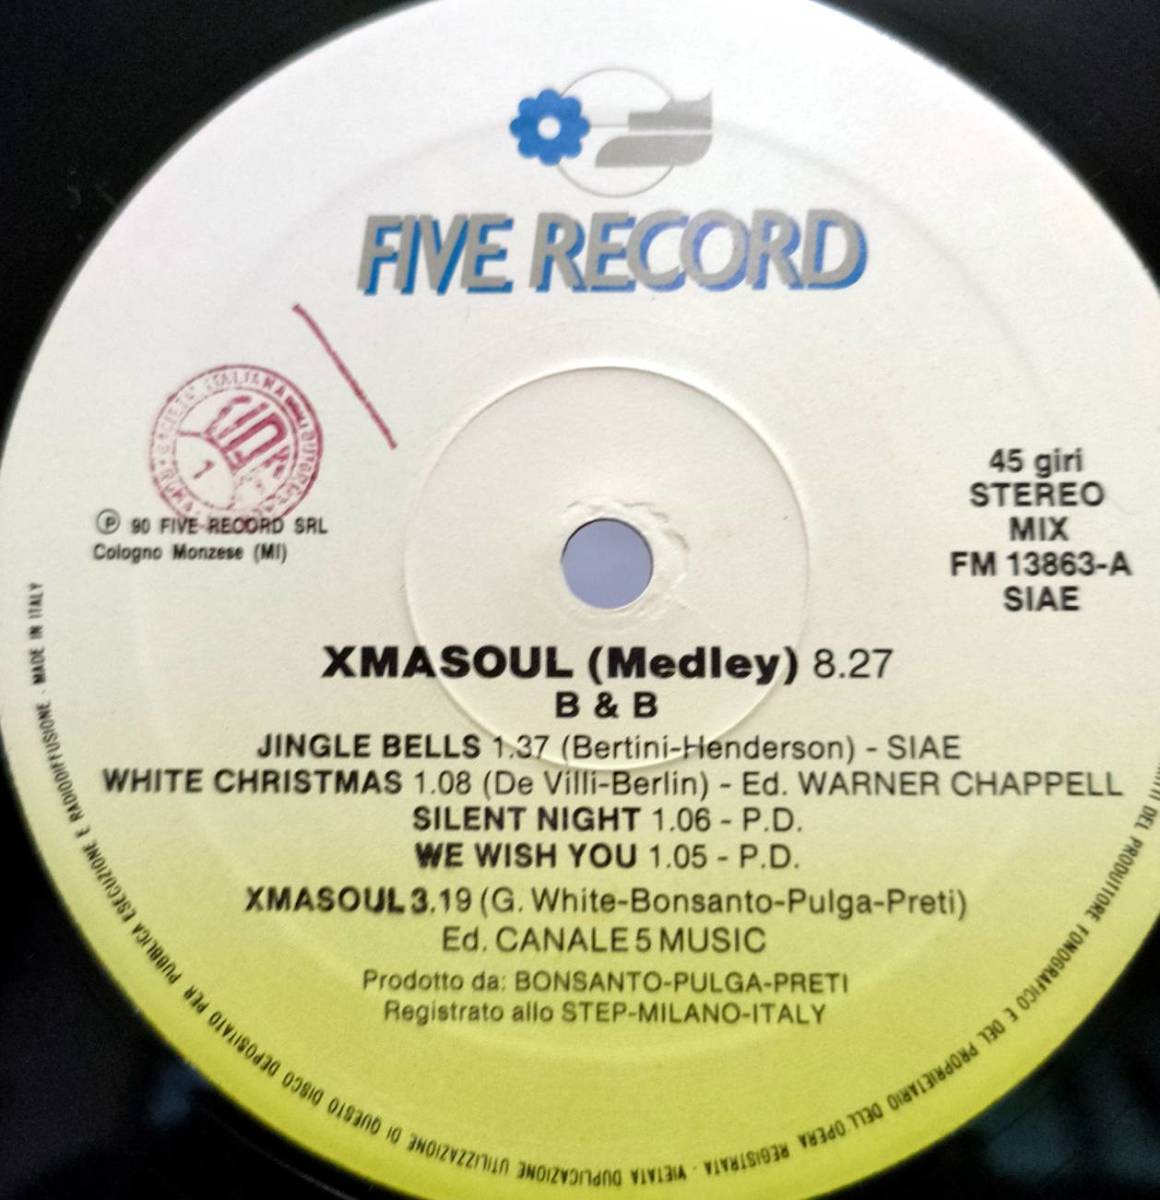 FIVE RECORD
℗ 90 FIVE RECORD SRL
Cologno Monzese (MI)
45 giri
STEREO
MIX
FM 13863-A
SIAE
XMASOUL (Medley) 8.27
B & B
JINGLE BELLS 1.37 (Bertini-Henderson) - SIAE
WHITE CHRISTMAS 1.08 (De Villi-Berlin) - Ed. WARNER CHAPPELL
SILENT NIGHT 1.06 - P.D.
WE WISH YOU 1.05 - P.D.
XMASOUL 3.19 (G. White-Bonsanto-Pulga-Preti)
Ed. CANALE 5 MUSIC
Prodotto da: BONSANTO-PULGA-PRETI
Registrato allo STEP-MILANO-ITALY
DEL PRODUTTORE FONOGRAFICO E DEL PROPRIETARIO DELL'OPERA REGISTRATA - VIETATA DUPLICAZIONE UTILIZZAZIONE DI QUESTO DISCO DEPOSITATO PER PUBBLICA ESECUZIONE E RADIODIFFUSIONE - MADE IN ITALY